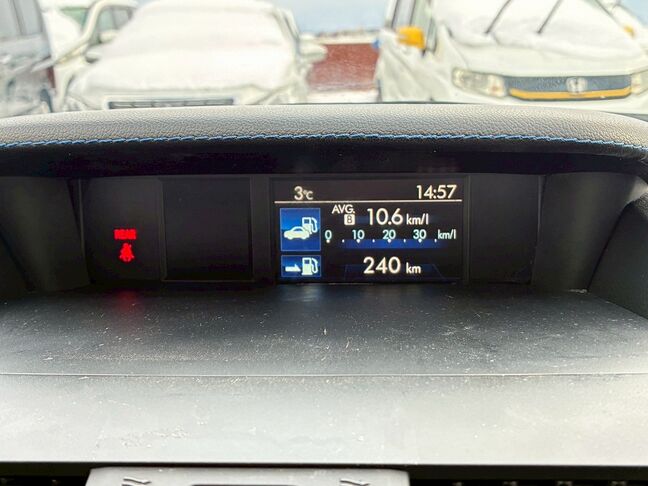 3°C 14:57
AVG.
B 10.6 km/l
0 . 10 . 20 . 30 . km/l
240 km
REAR